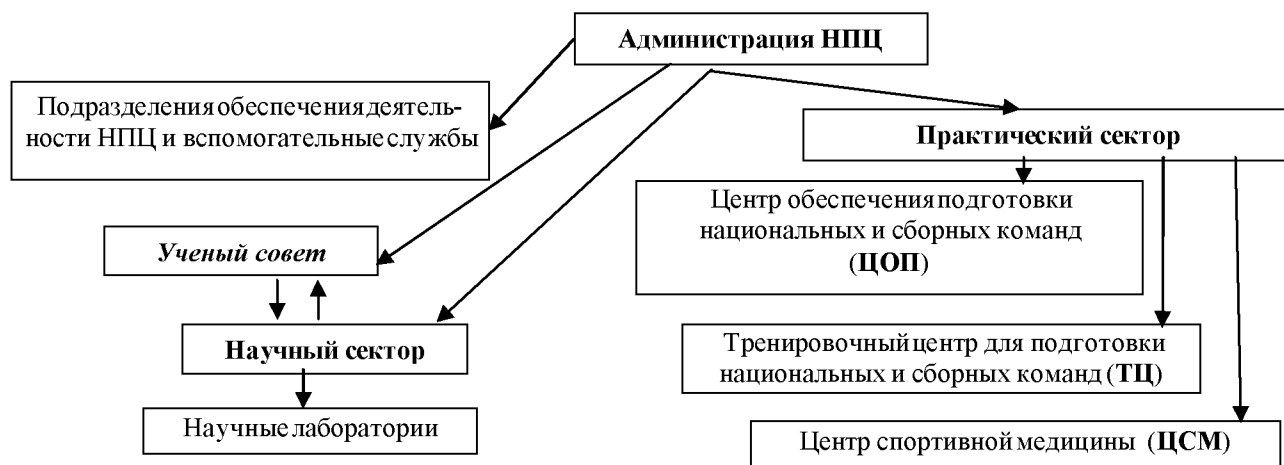 Администрация НПЦ
Подразделения обеспечения деятель-
ности НПЦ и вспомогательные службы
Практический сектор
Центр обеспечения подготовки
национальных и сборных команд
(ЦОП)
Ученый совет
Научный сектор
Тренировочный центр для подготовки
национальных и сборных команд (ТЦ)
Научные лаборатории
Центр спортивной медицины (ЦСМ)